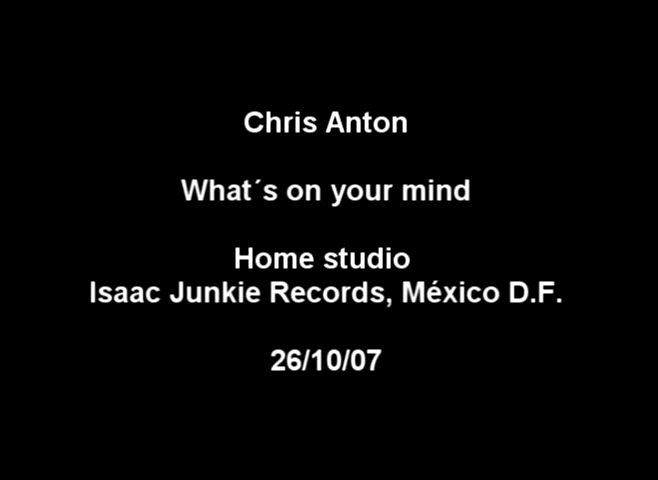 Chris Anton
What´s on your mind
Home studio
Isaac Junkie Records, México D.F.
26/10/07